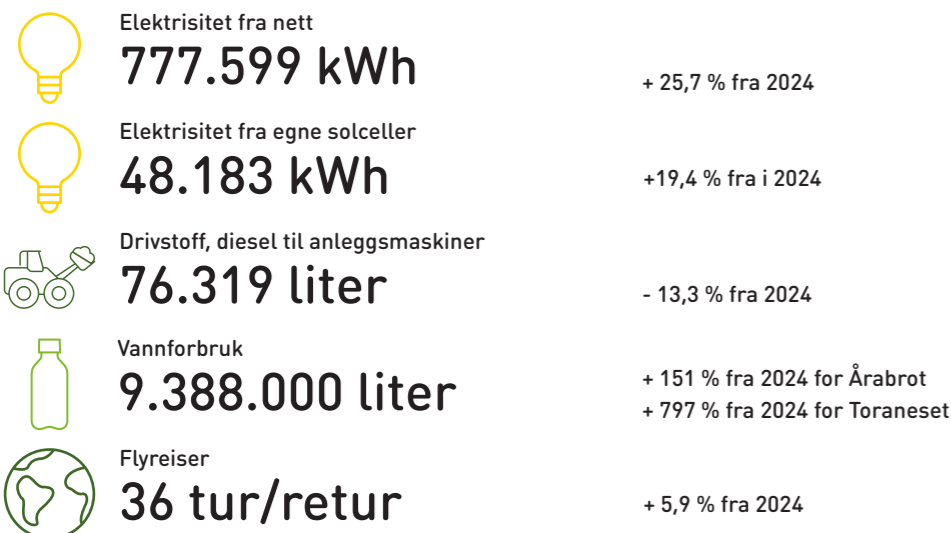 Elektrisitet fra nett
777.599 kWh
+ 25,7 % fra 2024
Elektrisitet fra egne solceller
48.183 kWh
+19,4 % fra i 2024
Drivstoff, diesel til anleggsmaskiner
76.319 liter
- 13,3 % fra 2024
Vannforbruk
9.388.000 liter
+ 151 % fra 2024 for Årabrot
+ 797 % fra 2024 for Toraneset
Flyreiser
36 tur/retur
+ 5,9 % fra 2024